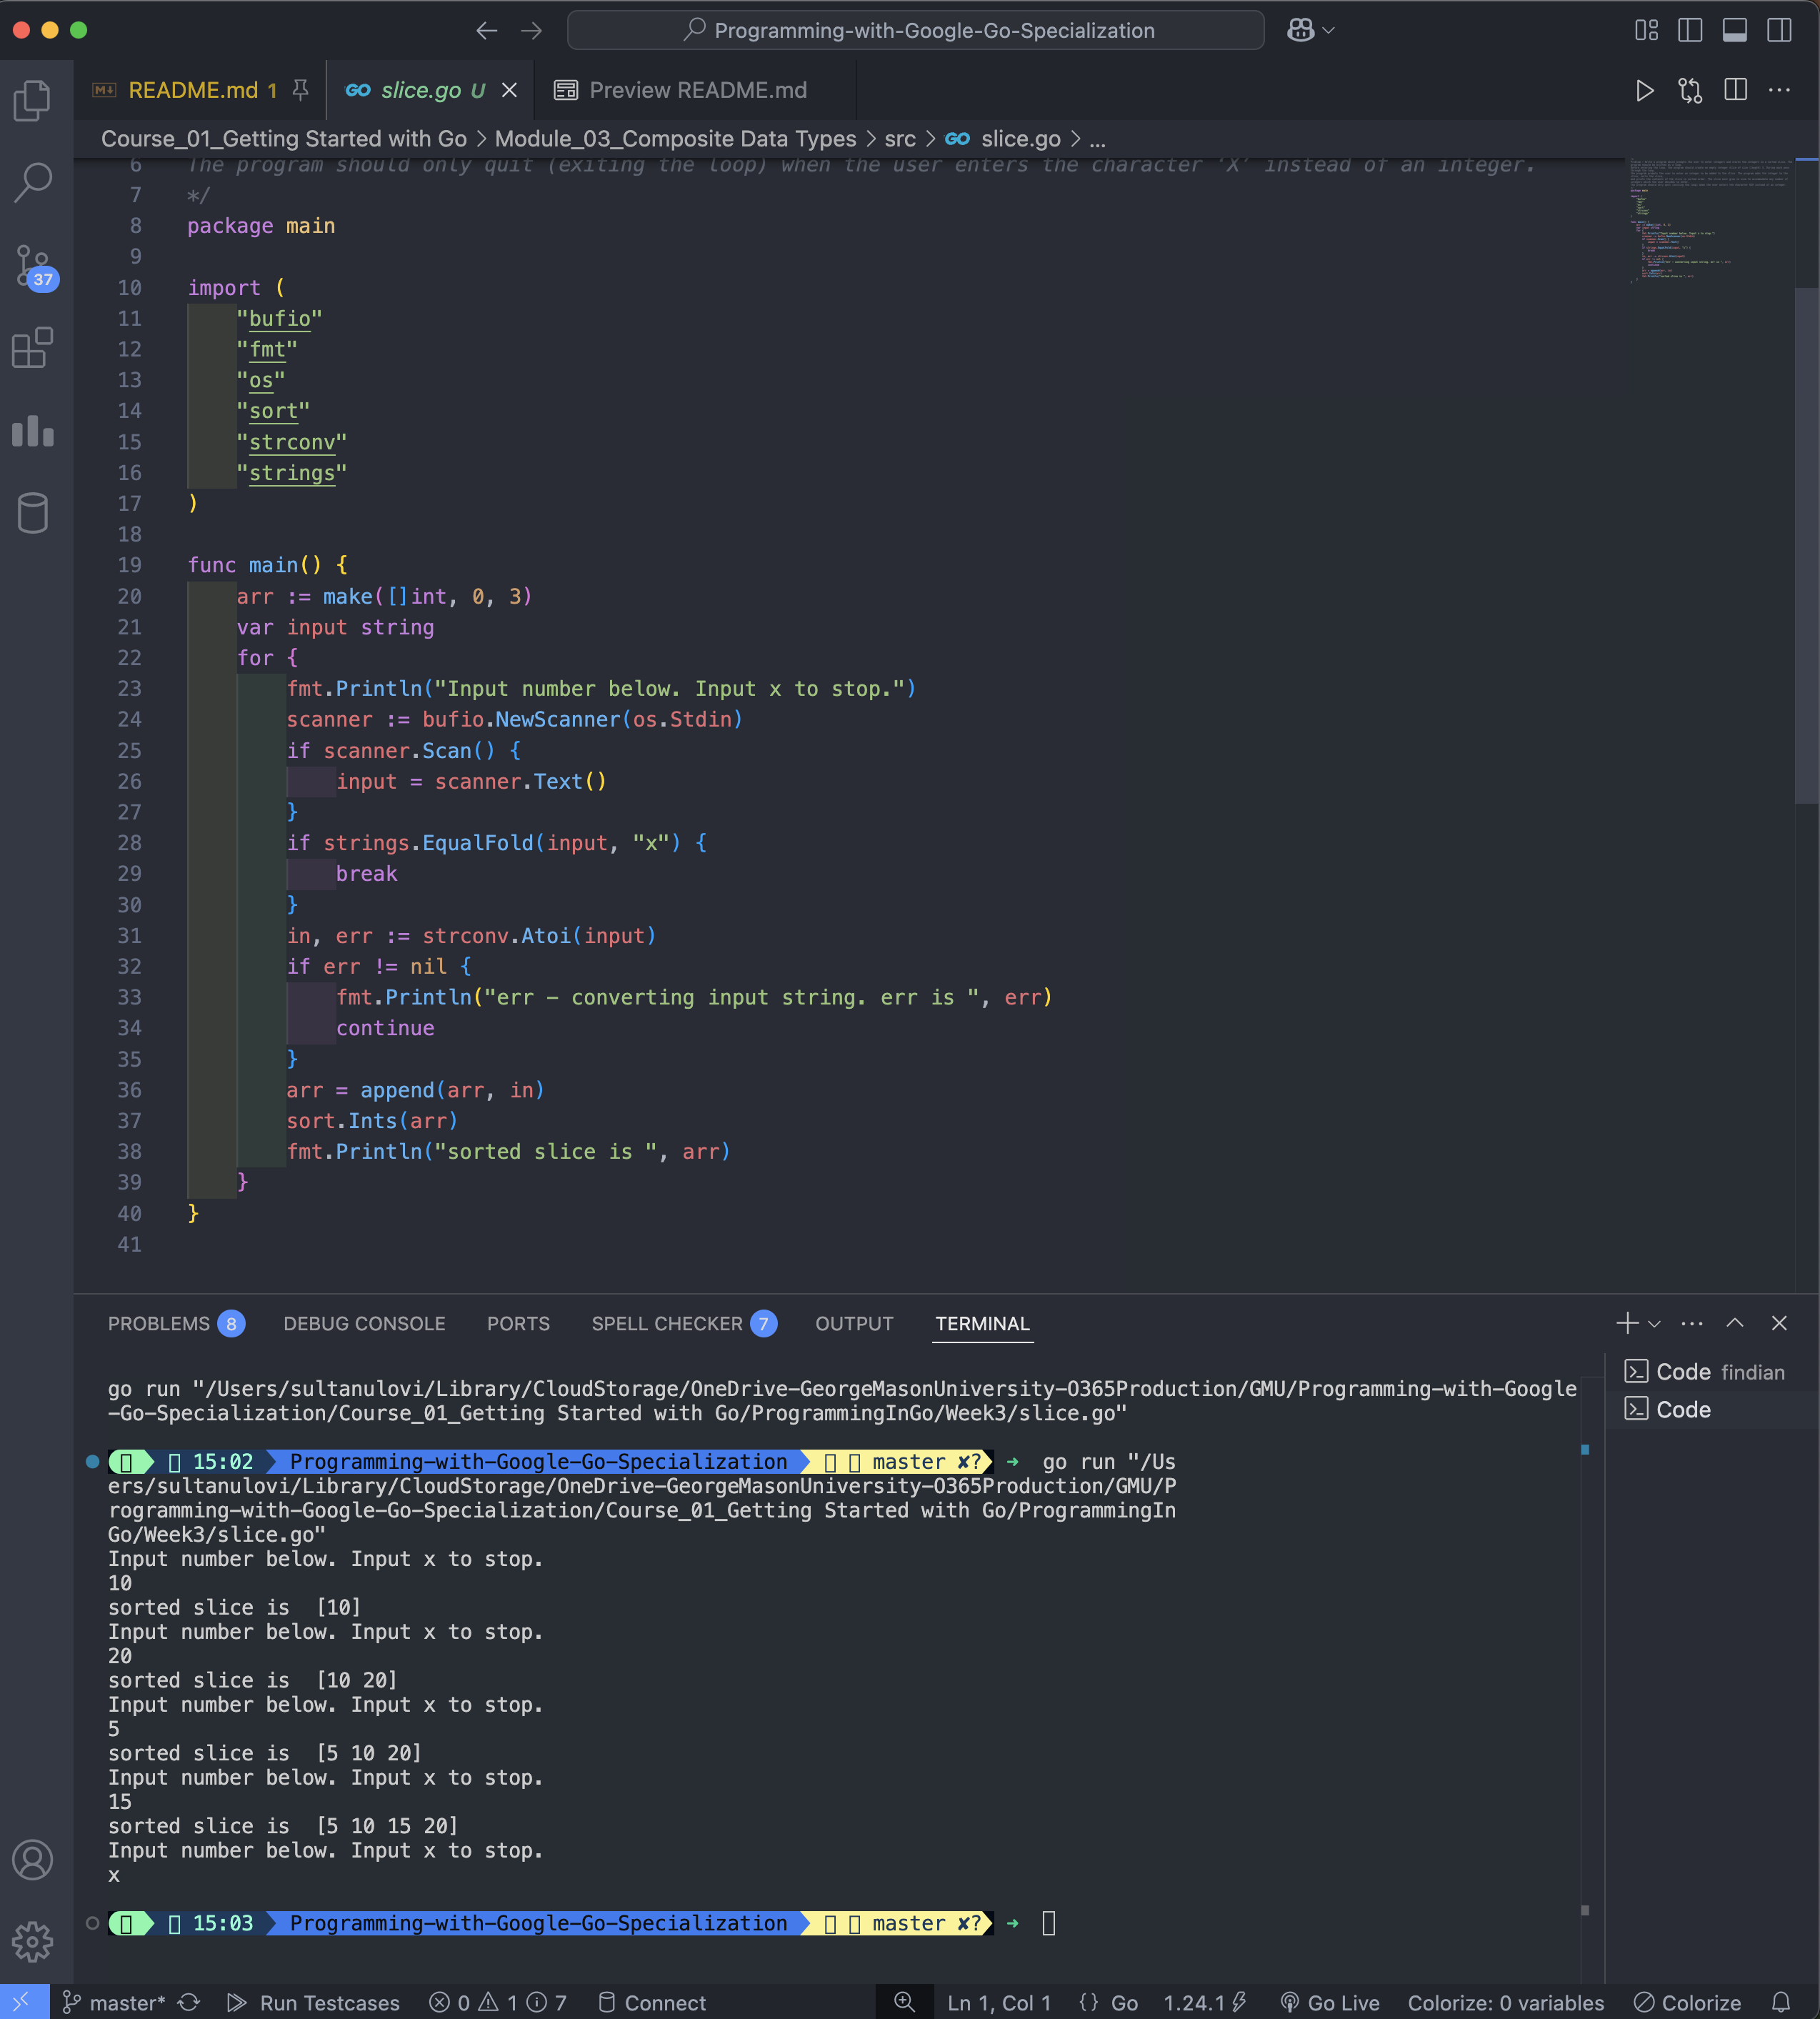 Programming-with-Google-Go-Specialization
README.md 1
GO slice.go U
Preview README.md
Course_01_Getting Started with Go > Module_03_Composite Data Types > src > GO slice.go > ...
6 The program should only quit (exiting the loop) when the user enters the character 'X' instead of an integer.
7 */
8 package main
9
10 import (
11 "bufio"
12 "fmt"
13 "os"
14 "sort"
15 "strconv"
16 "strings"
17 )
18
19 func main() {
20 arr := make([]int, 0, 3)
21 var input string
22 for {
23 fmt.Println("Input number below. Input x to stop.")
24 scanner := bufio.NewScanner(os.Stdin)
25 if scanner.Scan() {
26 input = scanner.Text()
27 }
28 if strings.EqualFold(input, "x") {
29 break
30 }
31 in, err := strconv.Atoi(input)
32 if err != nil {
33 fmt.Println("err - converting input string. err is ", err)
34 continue
35 }
36 arr = append(arr, in)
37 sort.Ints(arr)
38 fmt.Println("sorted slice is ", arr)
39 }
40 }
41
37
PROBLEMS 8 DEBUG CONSOLE PORTS SPELL CHECKER 7 OUTPUT TERMINAL
Code findian
Code
go run "/Users/sultanulovi/Library/CloudStorage/OneDrive-GeorgeMasonUniversity-O365Production/GMU/Programming-with-Google
-Go-Specialization/Course_01_Getting Started with Go/ProgrammingInGo/Week3/slice.go"
15:02 Programming-with-Google-Go-Specialization master ✘? → go run "/Us
ers/sultanulovi/Library/CloudStorage/OneDrive-GeorgeMasonUniversity-O365Production/GMU/P
rogramming-with-Google-Go-Specialization/Course_01_Getting Started with Go/ProgrammingIn
Go/Week3/slice.go"
Input number below. Input x to stop.
10
sorted slice is  [10]
Input number below. Input x to stop.
20
sorted slice is  [10 20]
Input number below. Input x to stop.
5
sorted slice is  [5 10 20]
Input number below. Input x to stop.
15
sorted slice is  [5 10 15 20]
Input number below. Input x to stop.
x
15:03 Programming-with-Google-Go-Specialization master ✘? →
master* Run Testcases 0 1 7 Connect Ln 1, Col 1 {} Go 1.24.1 Go Live Colorize: 0 variables Colorize